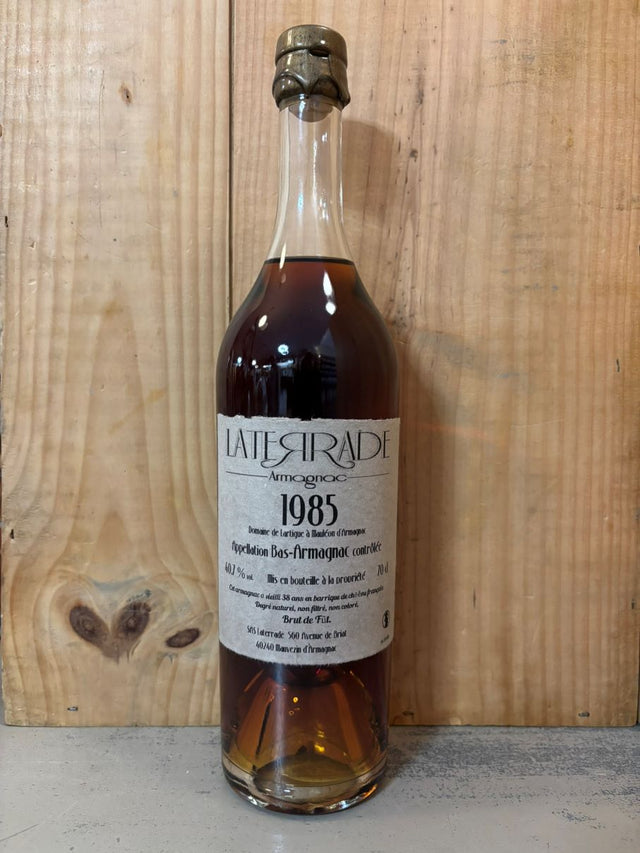 LATERRADE
Armagnac
1985
Domaine de Lartigue à Mauléon d'Armagnac
Appellation Bas-Armagnac contrôlée
40.7 % vol. Mis en bouteille à la propriété 70 cl
Cet armagnac a vieilli 38 ans en barrique de chêne français
Degré naturel, non filtré, non coloré.
Brut de Fût.
SAS Laterrade 560 Avenue de Briat
40240 Mauvezin d'Armagnac